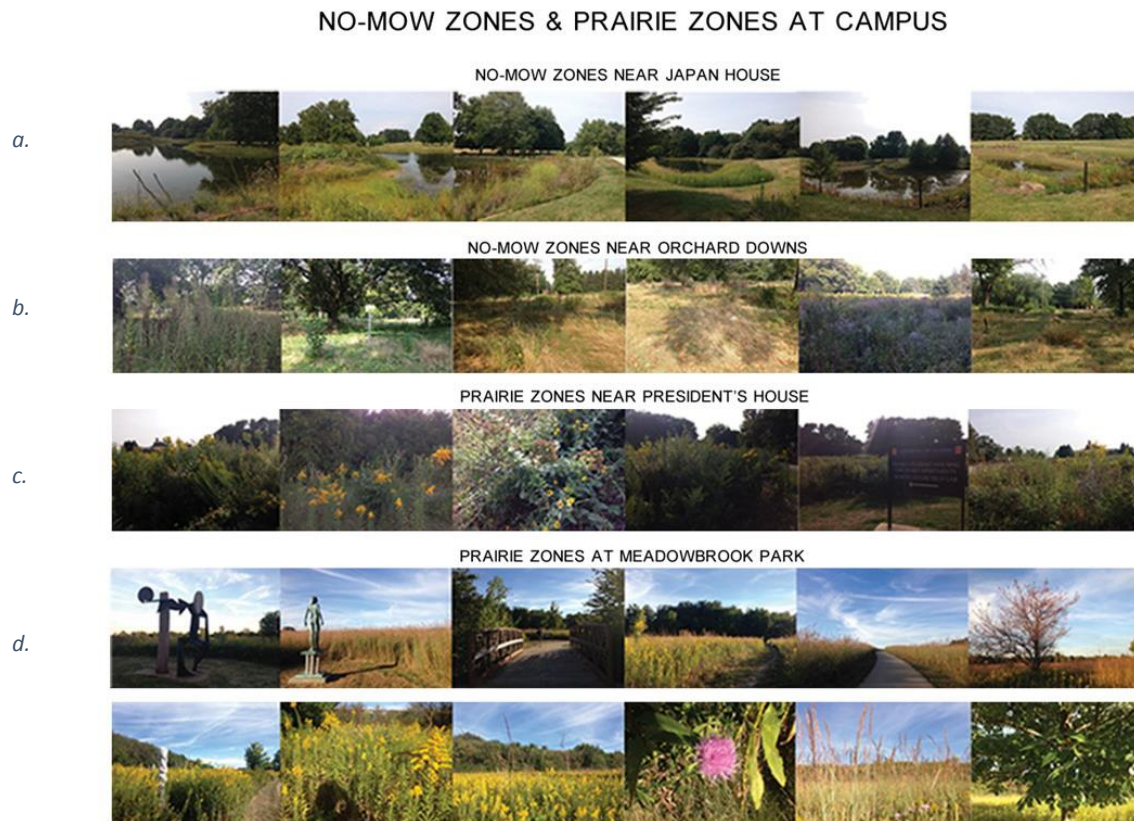 NO-MOW ZONES & PRAIRIE ZONES AT CAMPUS
NO-MOW ZONES NEAR JAPAN HOUSE
a.
NO-MOW ZONES NEAR ORCHARD DOWNS
b.
PRAIRIE ZONES NEAR PRESIDENT'S HOUSE
c.
PRAIRIE ZONES AT MEADOWBROOK PARK
d.